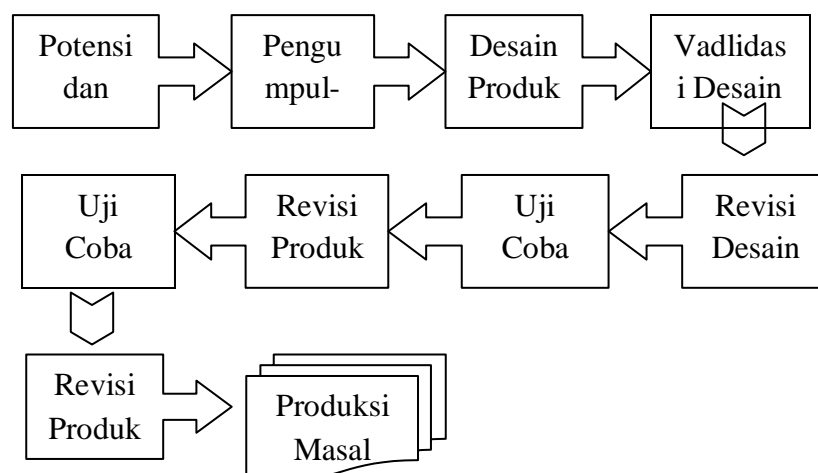 Potensi
dan
Pengu
mpul-
Desain
Produk
Vadlidas
i Desain
Revisi
Desain
Uji
Coba
Revisi
Produk
Uji
Coba
Revisi
Produk
Produksi
Masal